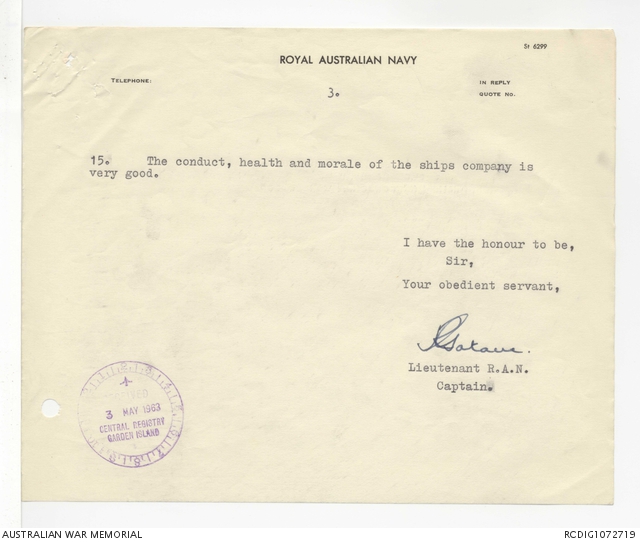 St 6299
ROYAL AUSTRALIAN NAVY
TELEPHONE:
IN REPLY
QUOTE NO.
3.
15. The conduct, health and morale of the ships company is
very good.
I have the honour to be,
Sir,
Your obedient servant,
Lieutenant R.A.N.
Captain.
3 MAY 1963
CENTRAL REGISTRY
GARDEN ISLAND
AUSTRALIAN WAR MEMORIAL
RCDIG1072719